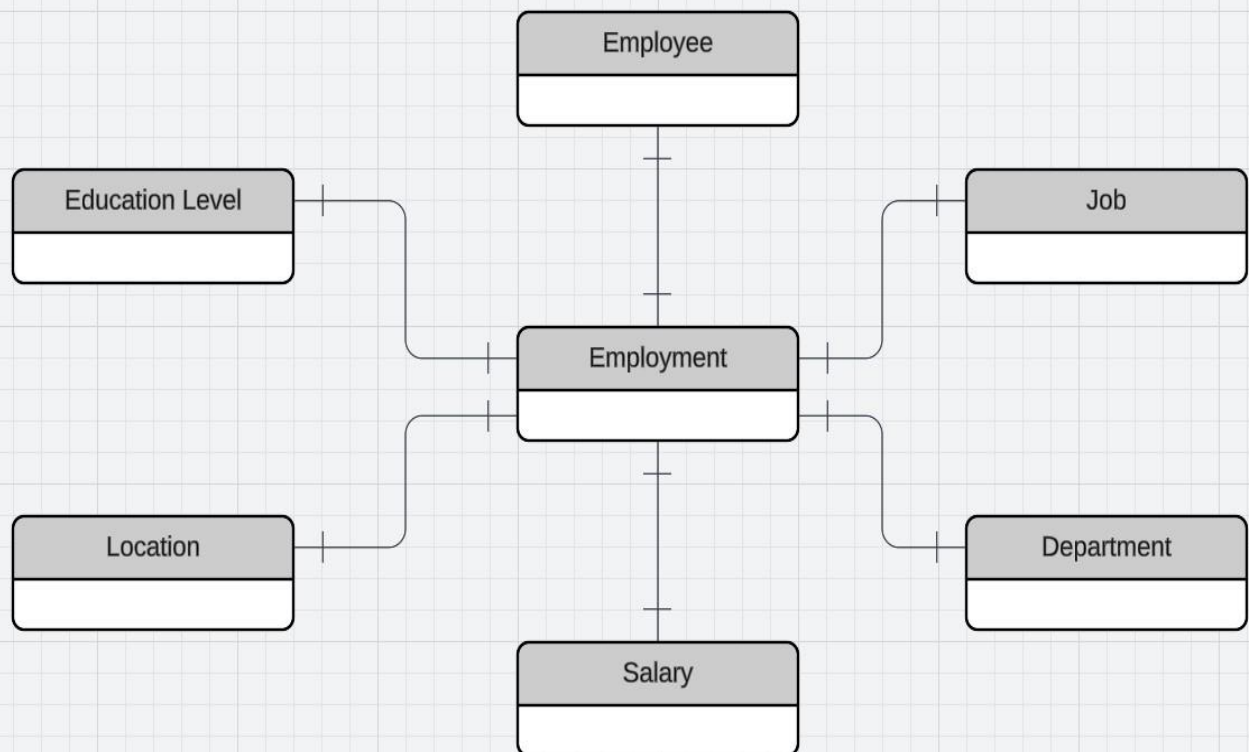 Employee
Education Level
Job
Employment
Location
Department
Salary